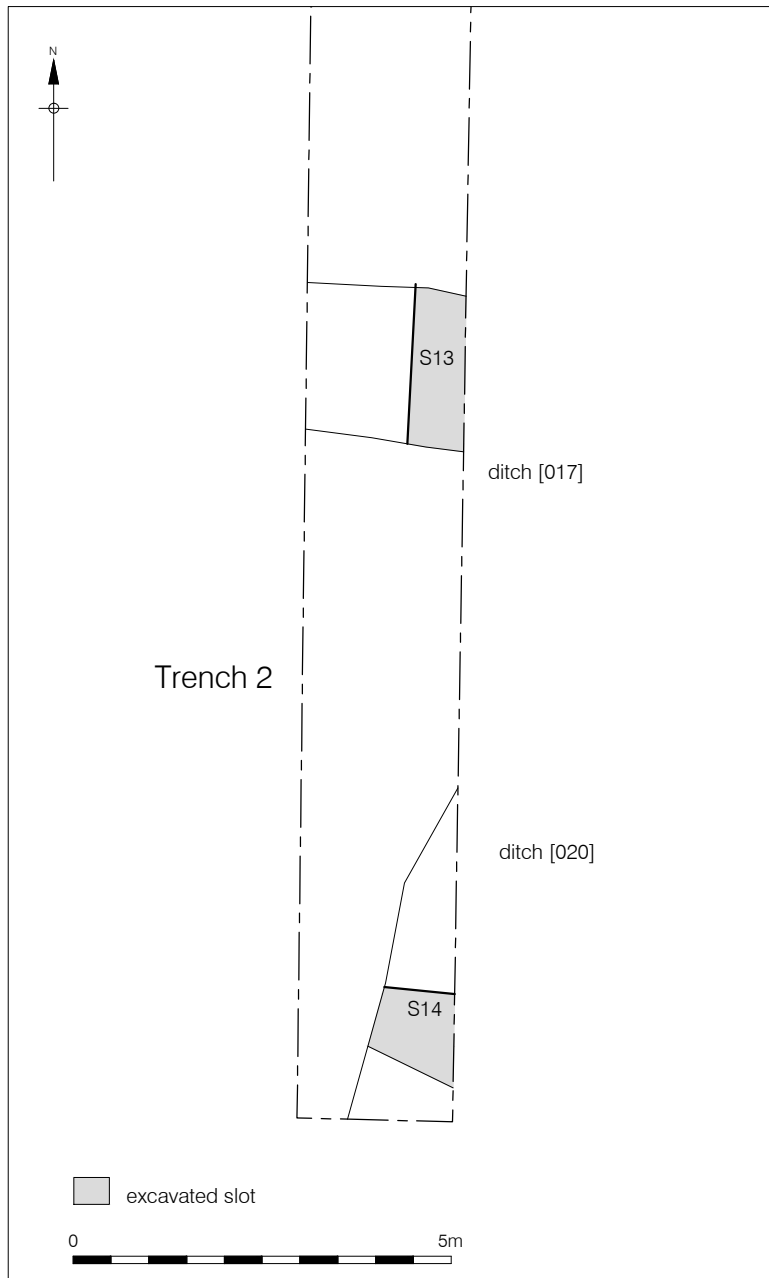 N
S13
ditch [017]
Trench 2
ditch [020]
S14
excavated slot
0 5m